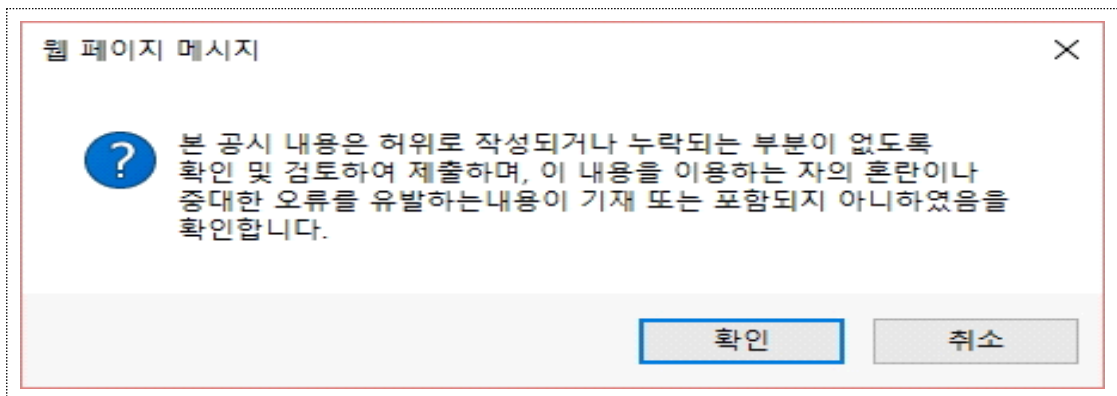 웹 페이지 메시지
본 공시 내용은 허위로 작성되거나 누락되는 부분이 없도록
확인 및 검토하여 제출하며, 이 내용을 이용하는 자의 혼란이나
중대한 오류를 유발하는내용이 기재 또는 포함되지 아니하였음을
확인합니다.
확인 취소